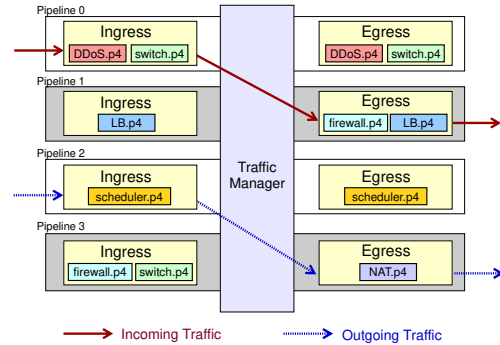 Pipeline 0
Ingress
DDoS.p4 switch.p4
Egress
DDoS.p4 switch.p4
Pipeline 1
Ingress
LB.p4
Egress
firewall.p4 LB.p4
Traffic
Manager
Pipeline 2
Ingress
scheduler.p4
Egress
scheduler.p4
Pipeline 3
Ingress
firewall.p4 switch.p4
Egress
NAT.p4
Incoming Traffic
Outgoing Traffic